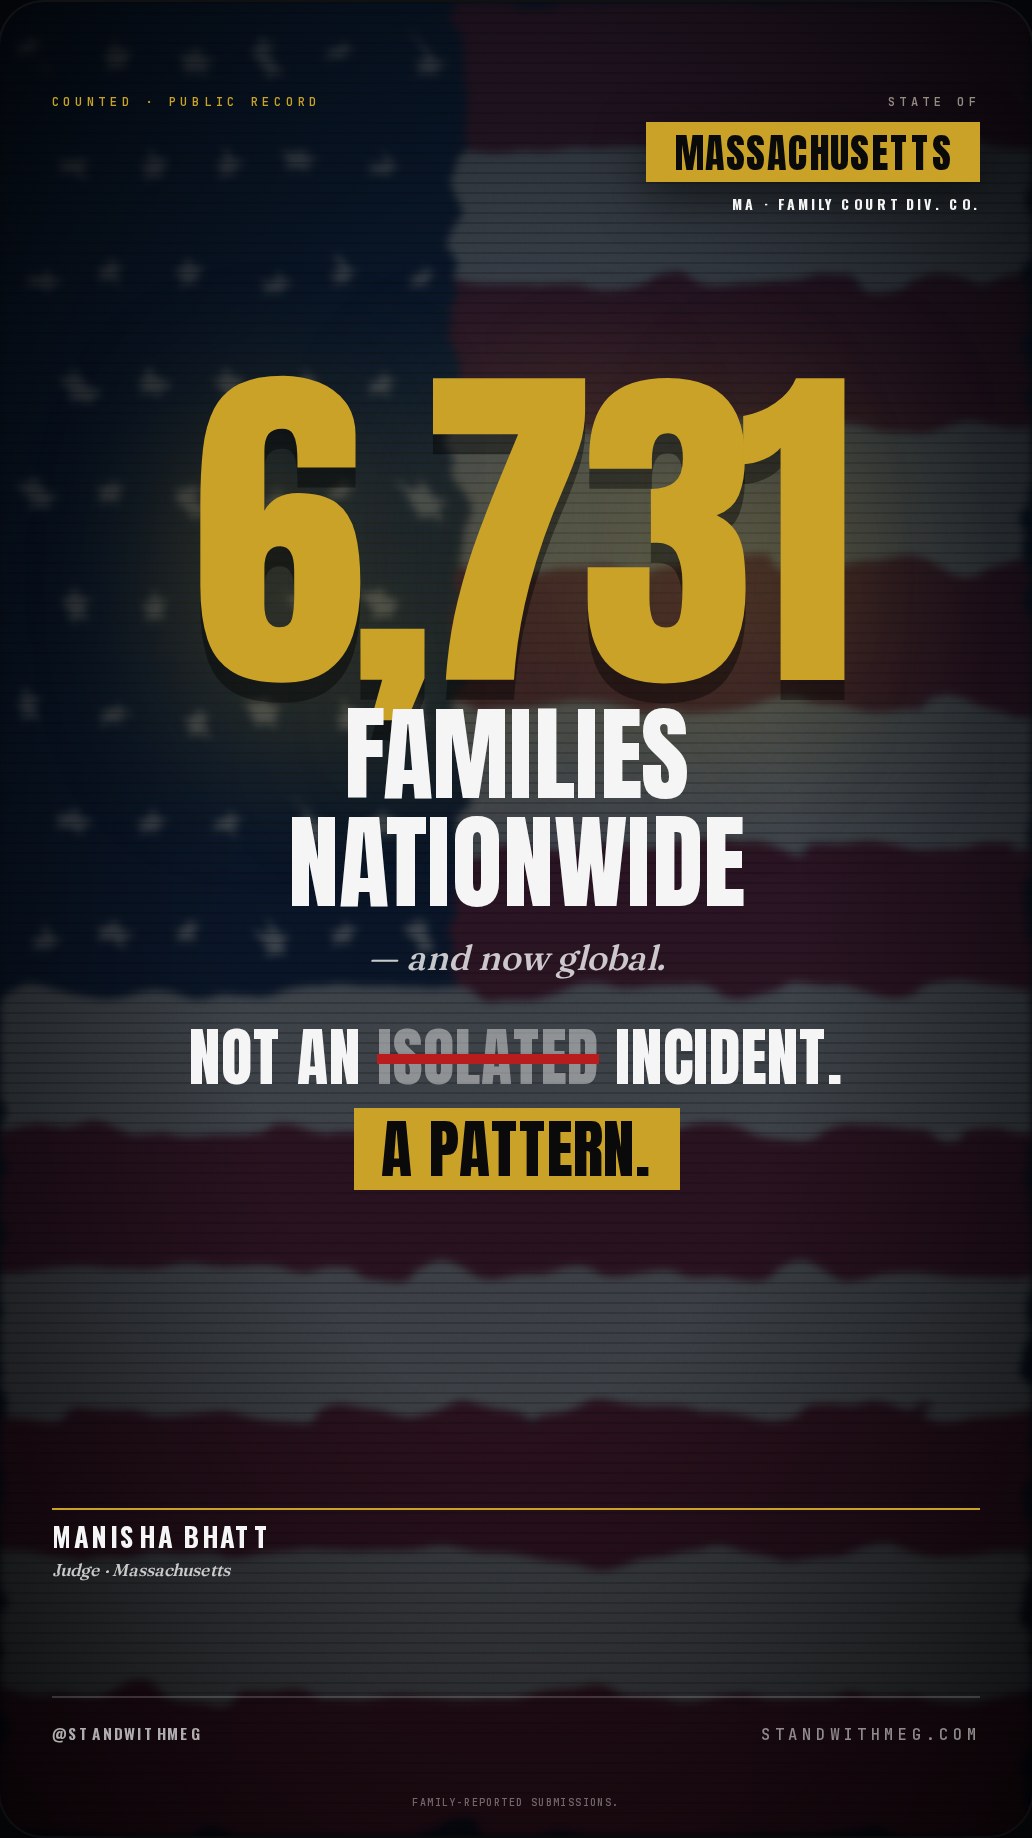 COUNTED · PUBLIC RECORD
STATE OF
MASSACHUSETTS
MA · FAMILY COURT DIV. CO.
6,731
FAMILIES
NATIONWIDE
— and now global.
NOT AN ISOLATED INCIDENT.
A PATTERN.
MANISHA BHATT
Judge · Massachusetts
@STANDWITHMEG
STANDWITHMEG.COM
FAMILY-REPORTED SUBMISSIONS.